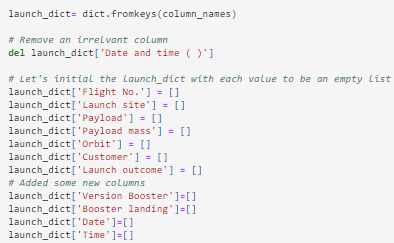 launch_dict= dict.fromkeys(column_names)
# Remove an irrelvant column
del launch_dict['Date and time ( )']
# Let's initial the launch_dict with each value to be an empty list
launch_dict['Flight No.'] = []
launch_dict['Launch site'] = []
launch_dict['Payload'] = []
launch_dict['Payload mass'] = []
launch_dict['Orbit'] = []
launch_dict['Customer'] = []
launch_dict['Launch outcome'] = []
# Added some new columns
launch_dict['Version Booster']=[]
launch_dict['Booster landing']=[]
launch_dict['Date']=[]
launch_dict['Time']=[]